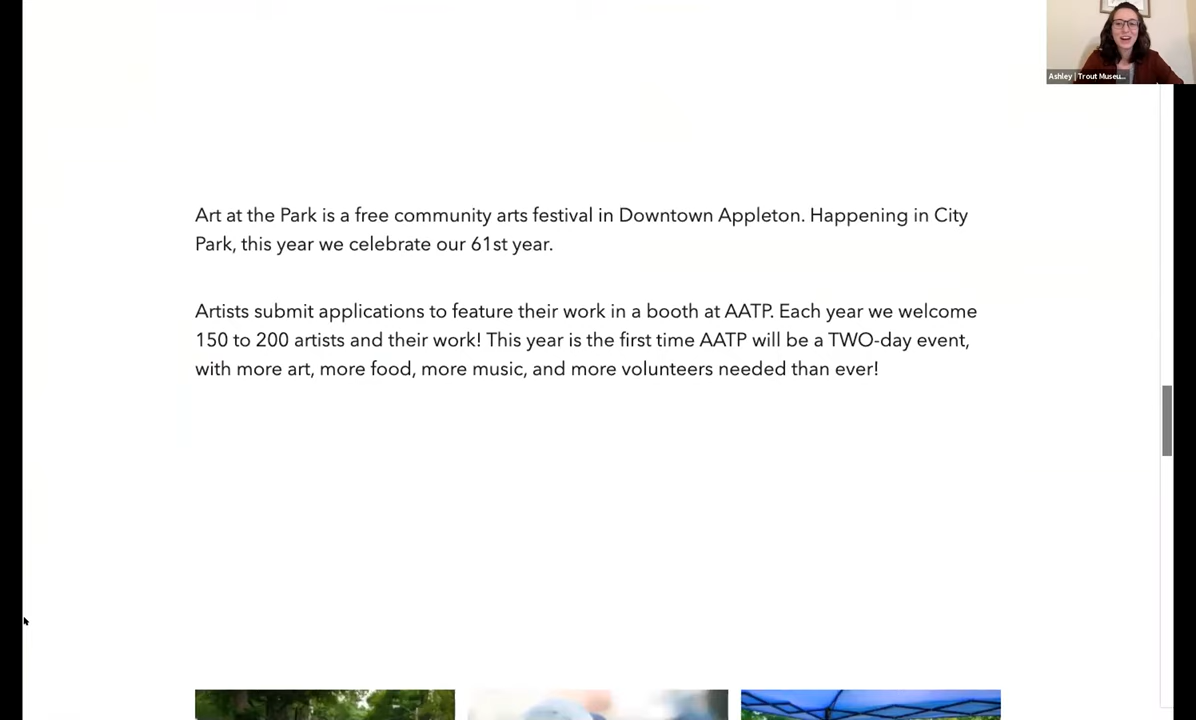 Ashley | Trout Museu...
Art at the Park is a free community arts festival in Downtown Appleton. Happening in City
Park, this year we celebrate our 61st year.
Artists submit applications to feature their work in a booth at AATP. Each year we welcome
150 to 200 artists and their work! This year is the first time AATP will be a TWO-day event,
with more art, more food, more music, and more volunteers needed than ever!